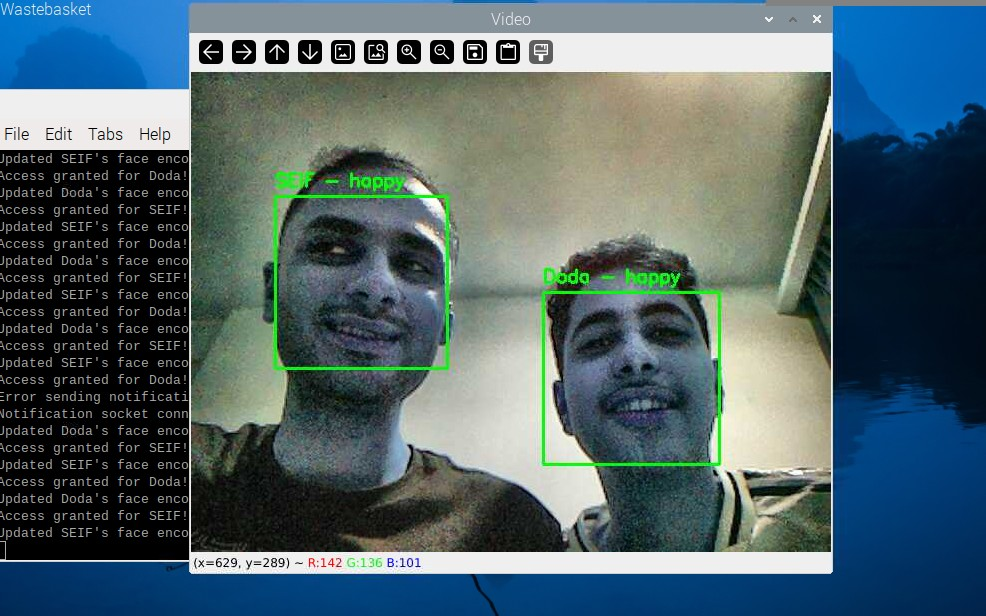 Wastebasket
Video
File Edit Tabs Help
Updated SEIF's face enco
Access granted for Doda!
Updated Doda's face enco
Access granted for SEIF!
Updated SEIF's face enco
Access granted for Doda!
Updated Doda's face enco
Access granted for SEIF!
Updated SEIF's face enco
Access granted for Doda!
Updated Doda's face enco
Access granted for SEIF!
Updated SEIF's face enco
Access granted for Doda!
Error sending notificati
Notification socket conn
Updated Doda's face enco
Access granted for SEIF!
Updated SEIF's face enco
Access granted for Doda!
Updated Doda's face enco
Access granted for SEIF!
Updated SEIF's face enco
SEIF - happy
Doda - happy
(x=629, y=289) ~ R:142 G:136 B:101